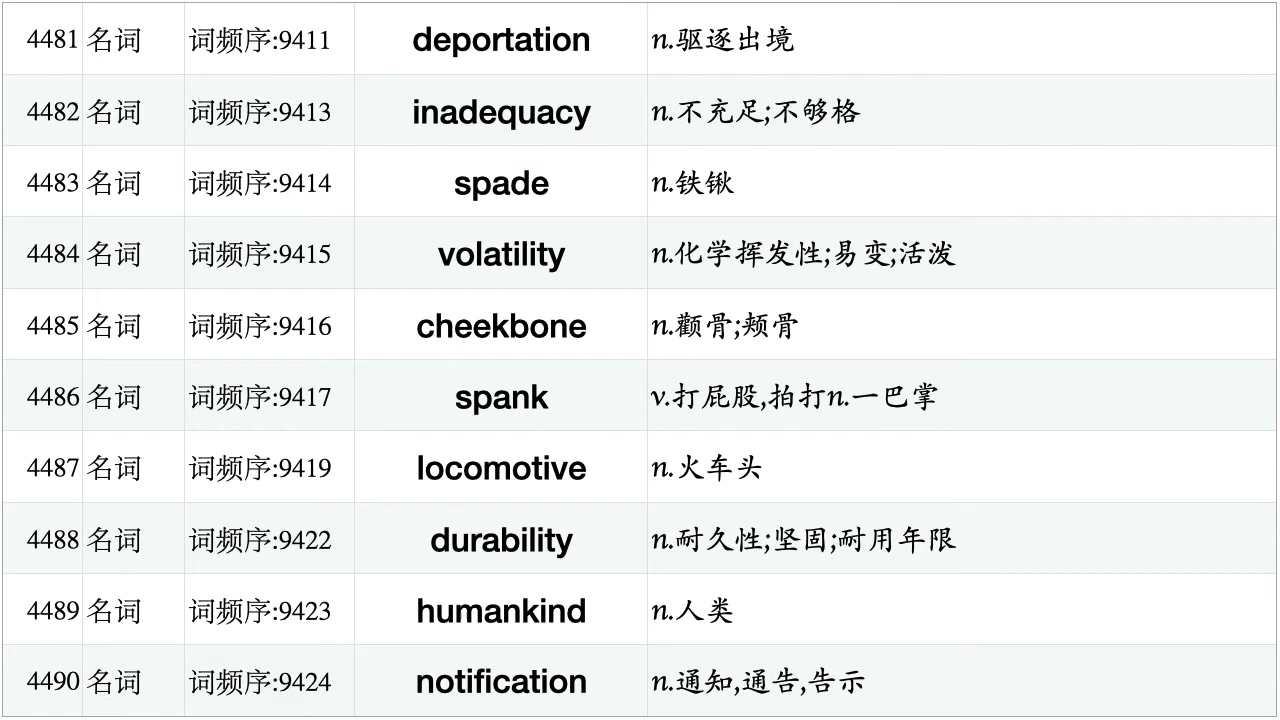 4481 名词 词频序:9411 deportation n.驱逐出境
4482 名词 词频序:9413 inadequacy n.不充足;不够格
4483 名词 词频序:9414 spade n.铁锹
4484 名词 词频序:9415 volatility n.化学挥发性;易变;活泼
4485 名词 词频序:9416 cheekbone n.颧骨;颊骨
4486 名词 词频序:9417 spank v.打屁股,拍打n.一巴掌
4487 名词 词频序:9419 locomotive n.火车头
4488 名词 词频序:9422 durability n.耐久性;坚固;耐用年限
4489 名词 词频序:9423 humankind n.人类
4490 名词 词频序:9424 notification n.通知,通告,告示